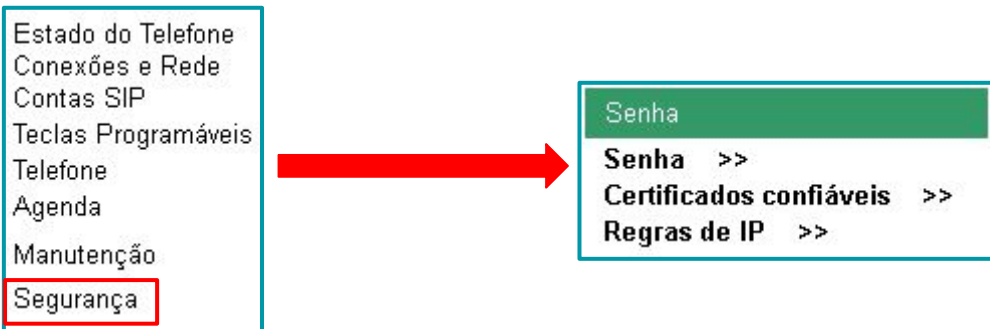 Estado do Telefone
Conexões e Rede
Contas SIP
Teclas Programáveis
Telefone
Agenda
Manutenção
Segurança
Senha
Senha >>
Certificados confiáveis >>
Regras de IP >>